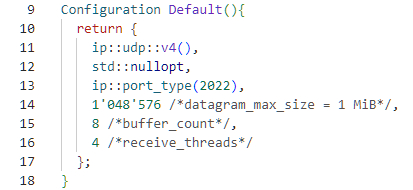 9 Configuration Default(){
10 return {
11 ip::udp::v4(),
12 std::nullopt,
13 ip::port_type(2022),
14 1'048'576 /*datagram_max_size = 1 MiB*/,
15 8 /*buffer_count*/,
16 4 /*receive_threads*/
17 };
18 }